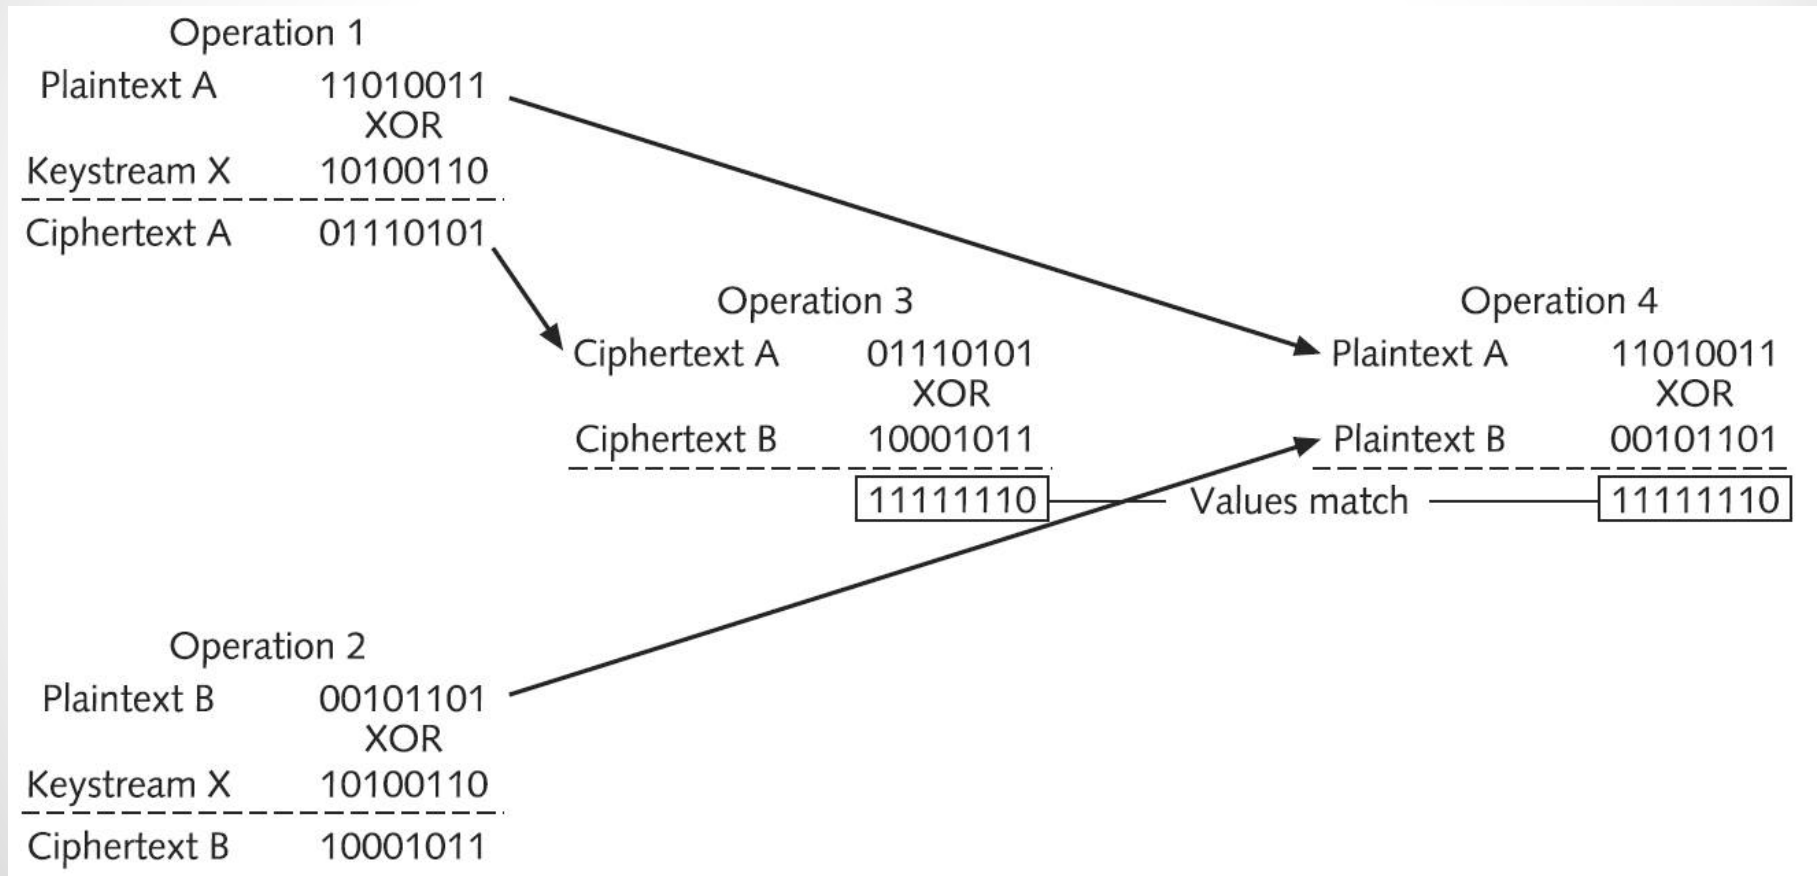 Operation 1
Plaintext A 11010011
XOR
Keystream X 10100110
Ciphertext A 01110101
Operation 3
Ciphertext A 01110101
XOR
Ciphertext B 10001011
11111110
Values match
Operation 4
Plaintext A 11010011
XOR
Plaintext B 00101101
11111110
Operation 2
Plaintext B 00101101
XOR
Keystream X 10100110
Ciphertext B 10001011